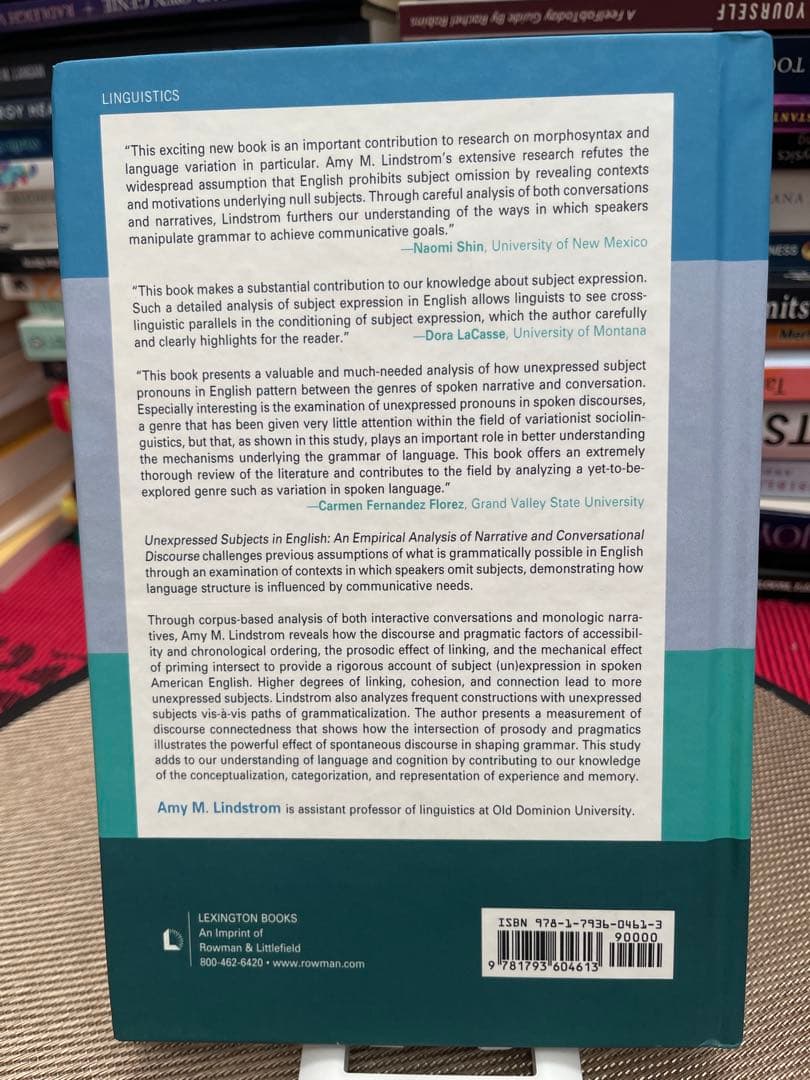 YOURSELF
A FeelFabToday Guide By Rachel Robins
LINGUISTICS
“This exciting new book is an important contribution to research on morphosyntax and
language variation in particular. Amy M. Lindstrom’s extensive research refutes the
widespread assumption that English prohibits subject omission by revealing contexts
and motivations underlying null subjects. Through careful analysis of both conversations
and narratives, Lindstrom furthers our understanding of the ways in which speakers
manipulate grammar to achieve communicative goals.”
—Naomi Shin, University of New Mexico
“This book makes a substantial contribution to our knowledge about subject expression.
Such a detailed analysis of subject expression in English allows linguists to see cross-
linguistic parallels in the conditioning of subject expression, which the author carefully
and clearly highlights for the reader.” —Dora LaCasse, University of Montana
“This book presents a valuable and much-needed analysis of how unexpressed subject
pronouns in English pattern between the genres of spoken narrative and conversation.
Especially interesting is the examination of unexpressed pronouns in spoken discourses,
a genre that has been given very little attention within the field of variationist sociolin-
guistics, but that, as shown in this study, plays an important role in better understanding
the mechanisms underlying the grammar of language. This book offers an extremely
thorough review of the literature and contributes to the field by analyzing a yet-to-be-
explored genre such as variation in spoken language.”
—Carmen Fernandez Florez, Grand Valley State University
Unexpressed Subjects in English: An Empirical Analysis of Narrative and Conversational
Discourse challenges previous assumptions of what is grammatically possible in English
through an examination of contexts in which speakers omit subjects, demonstrating how
language structure is influenced by communicative needs.
Through corpus-based analysis of both interactive conversations and monologic narra-
tives, Amy M. Lindstrom reveals how the discourse and pragmatic factors of accessibil-
ity and chronological ordering, the prosodic effect of linking, and the mechanical effect
of priming intersect to provide a rigorous account of subject (un)expression in spoken
American English. Higher degrees of linking, cohesion, and connection lead to more
unexpressed subjects. Lindstrom also analyzes frequent constructions with unexpressed
subjects vis-à-vis paths of grammaticalization. The author presents a measurement of
discourse connectedness that shows how the intersection of prosody and pragmatics
illustrates the powerful effect of spontaneous discourse in shaping grammar. This study
adds to our understanding of language and cognition by contributing to our knowledge
of the conceptualization, categorization, and representation of experience and memory.
Amy M. Lindstrom is assistant professor of linguistics at Old Dominion University.
LEXINGTON BOOKS
An Imprint of
Rowman & Littlefield
800-462-6420 • www.rowman.com
ISBN 978-1-7936-0461-3
90000
9 781793 604613